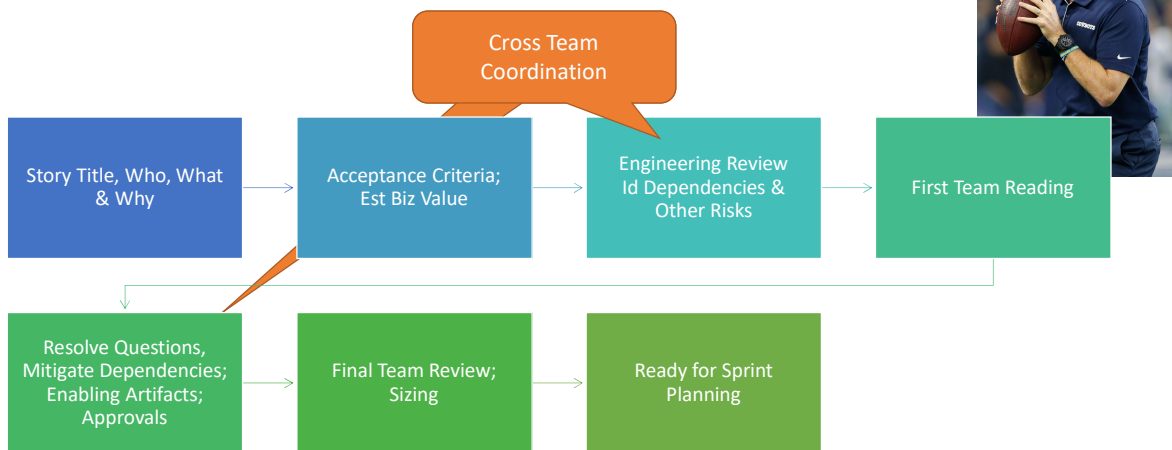 Cross Team
Coordination
COWBOYS
Story Title, Who, What
& Why
Acceptance Criteria;
Est Biz Value
Engineering Review
Id Dependencies &
Other Risks
First Team Reading
Resolve Questions,
Mitigate Dependencies;
Enabling Artifacts;
Approvals
Final Team Review;
Sizing
Ready for Sprint
Planning